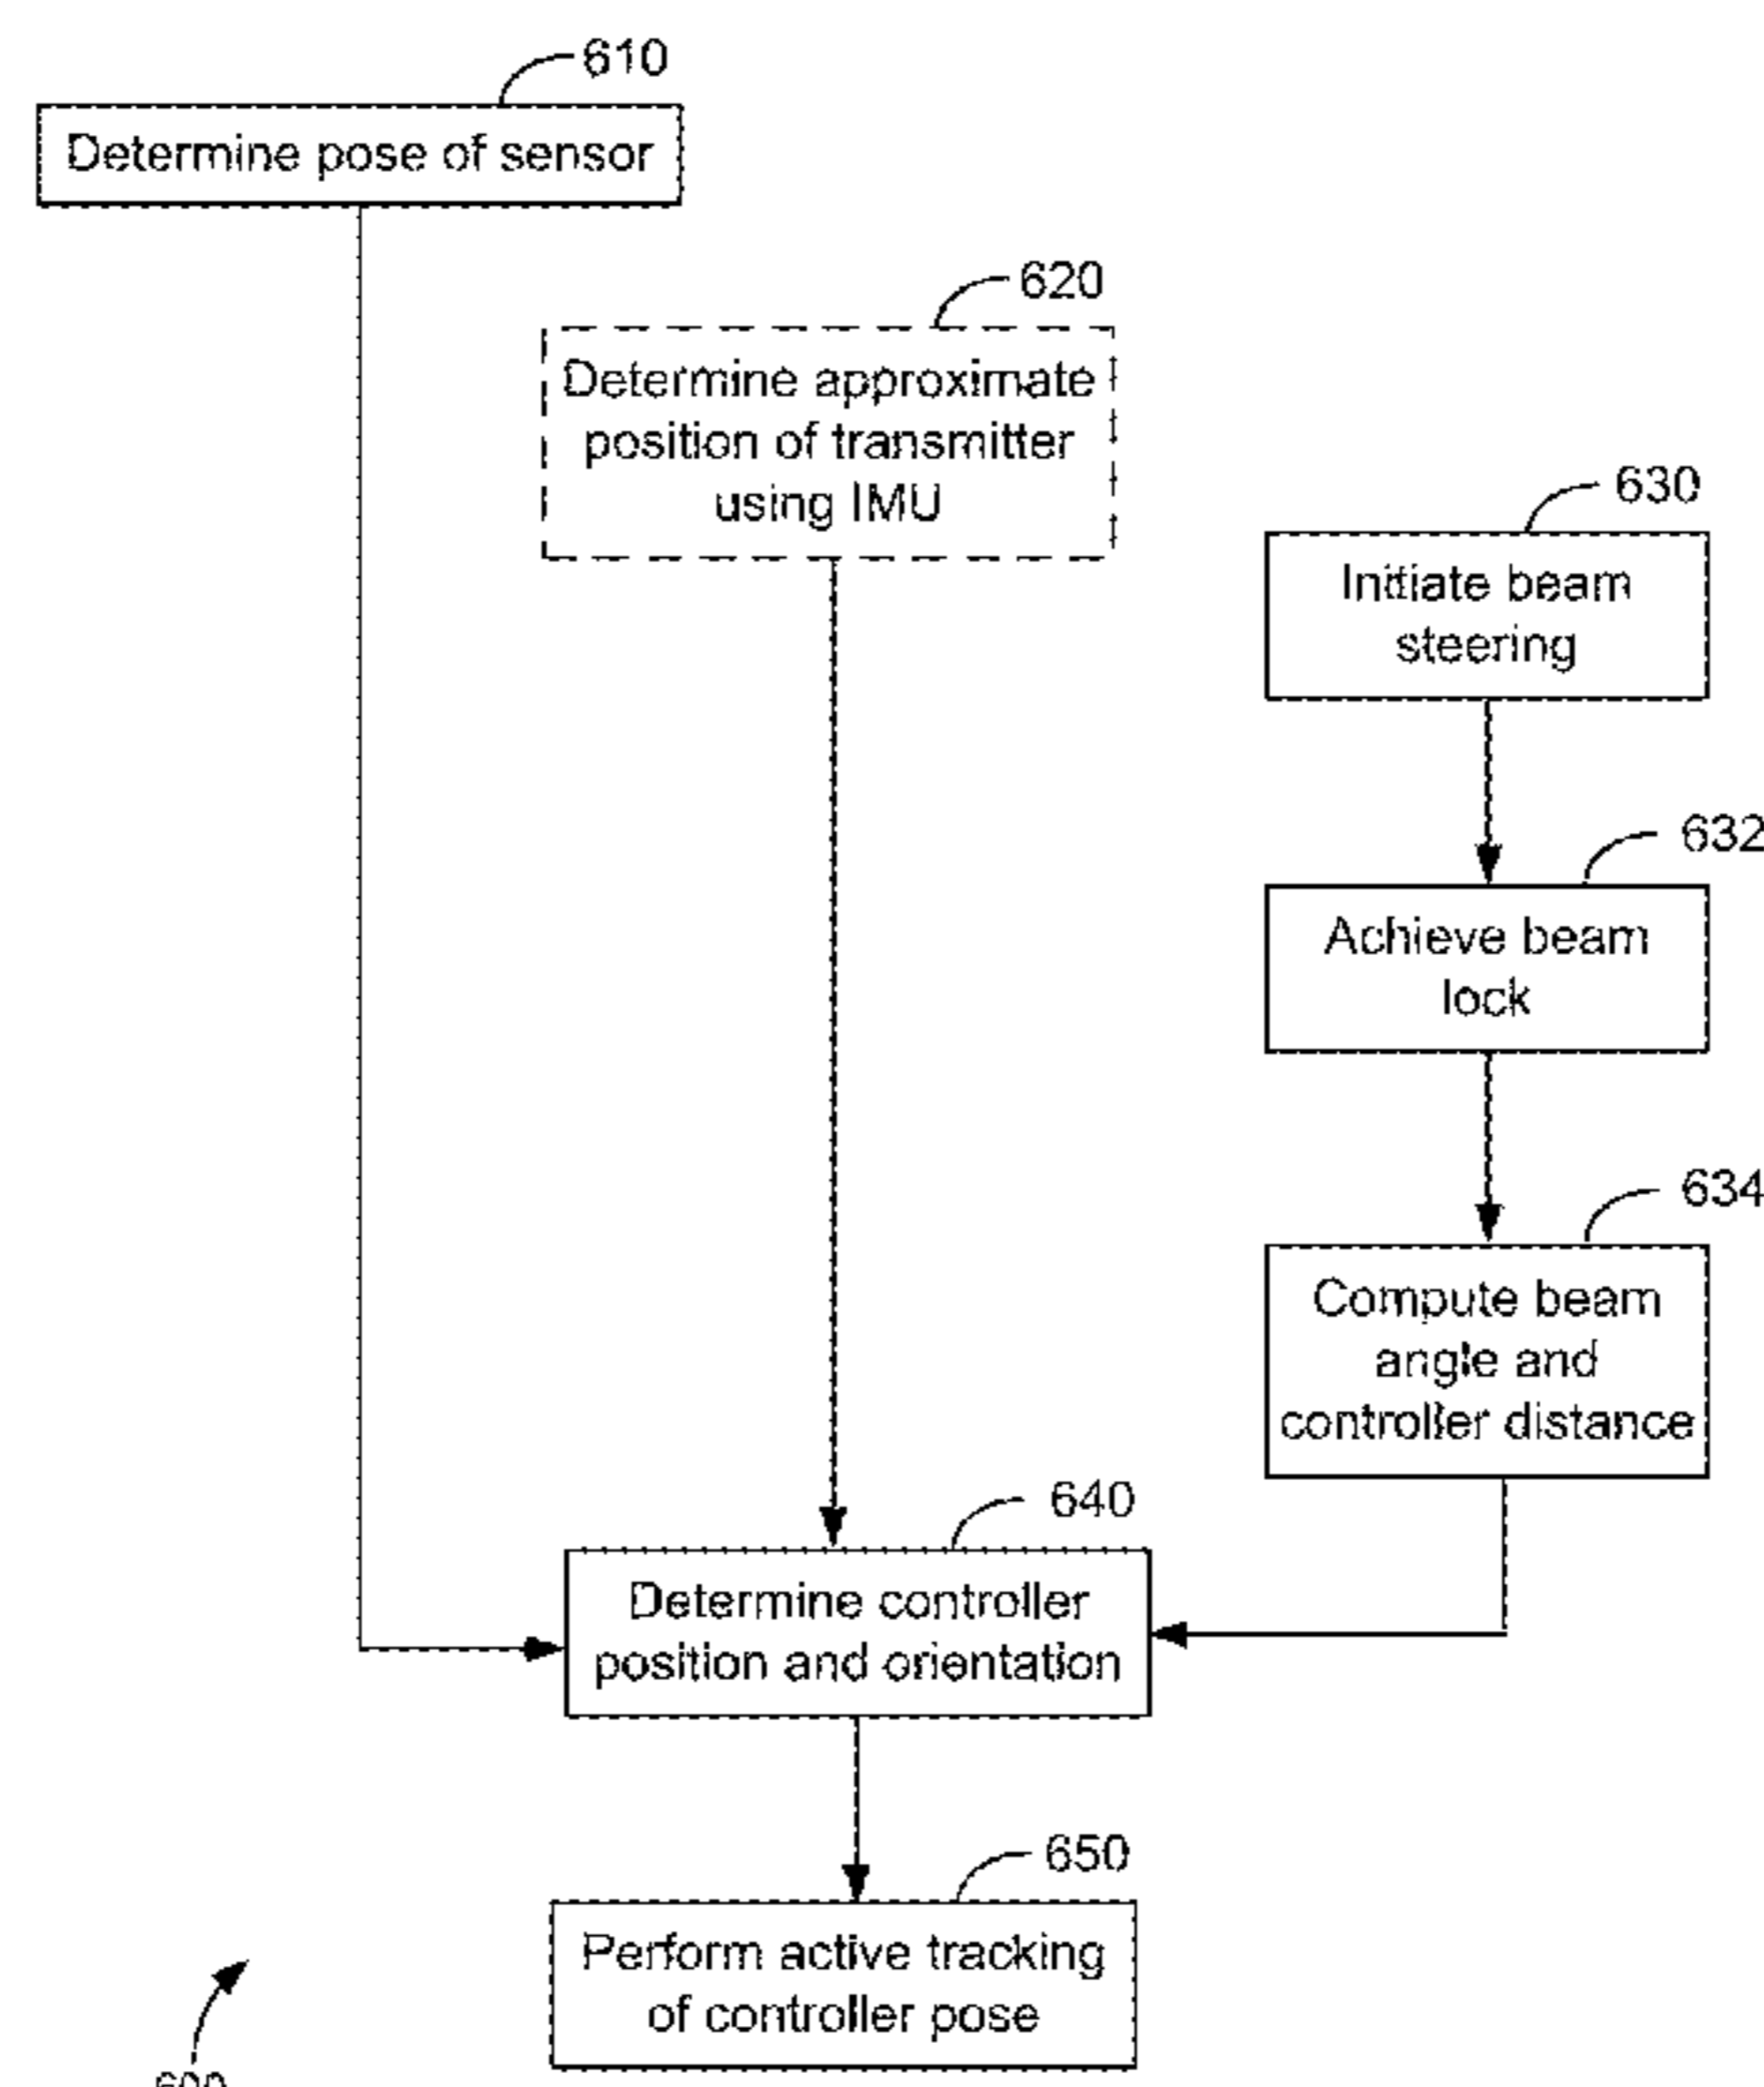 610
Determine pose of sensor
620
Determine approximate
position of transmitter
using IMU
630
Initiate beam
steering
632
Achieve beam
lock
634
Compute beam
angle and
controller distance
640
Determine controller
position and orientation
650
Perform active tracking
of controller pose